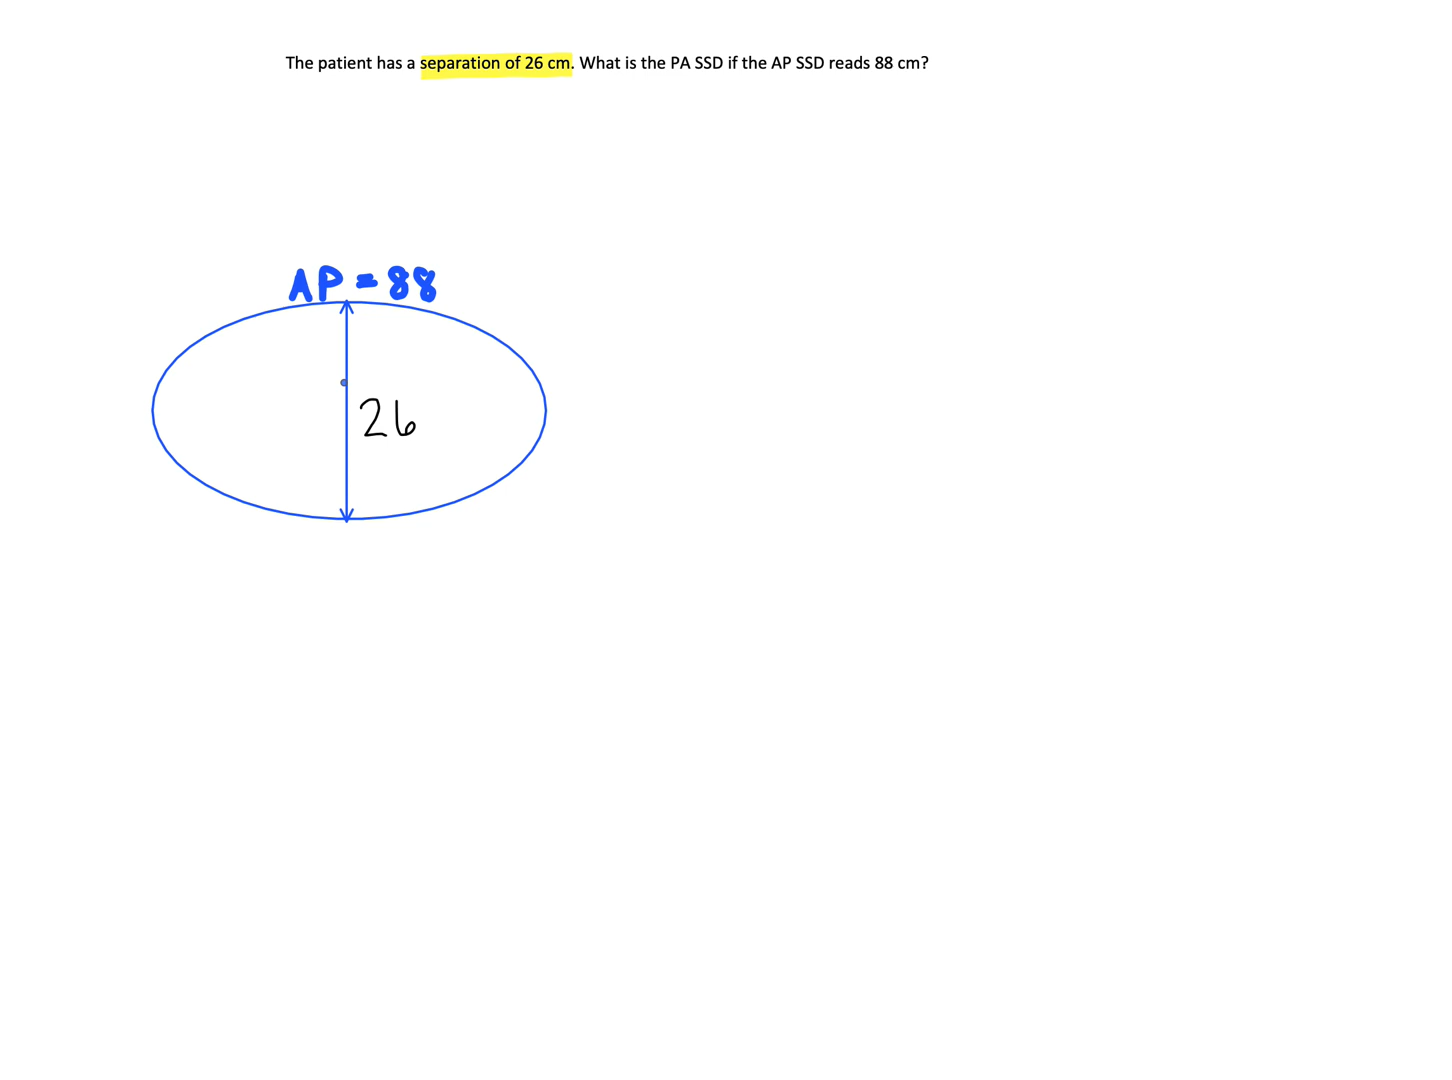 The patient has a separation of 26 cm. What is the PA SSD if the AP SSD reads 88 cm?
AP = 88
26